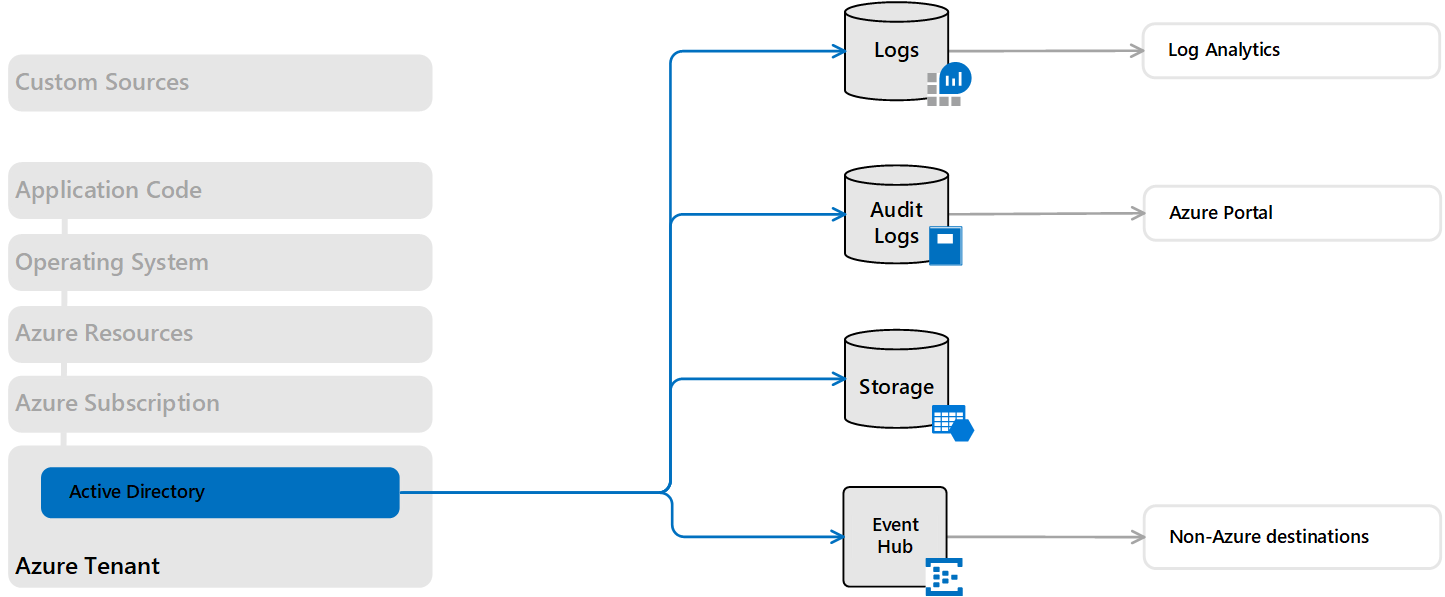 Custom Sources
Application Code
Operating System
Azure Resources
Azure Subscription
Active Directory
Azure Tenant
Logs
Audit
Logs
Storage
Event
Hub
Log Analytics
Azure Portal
Non-Azure destinations